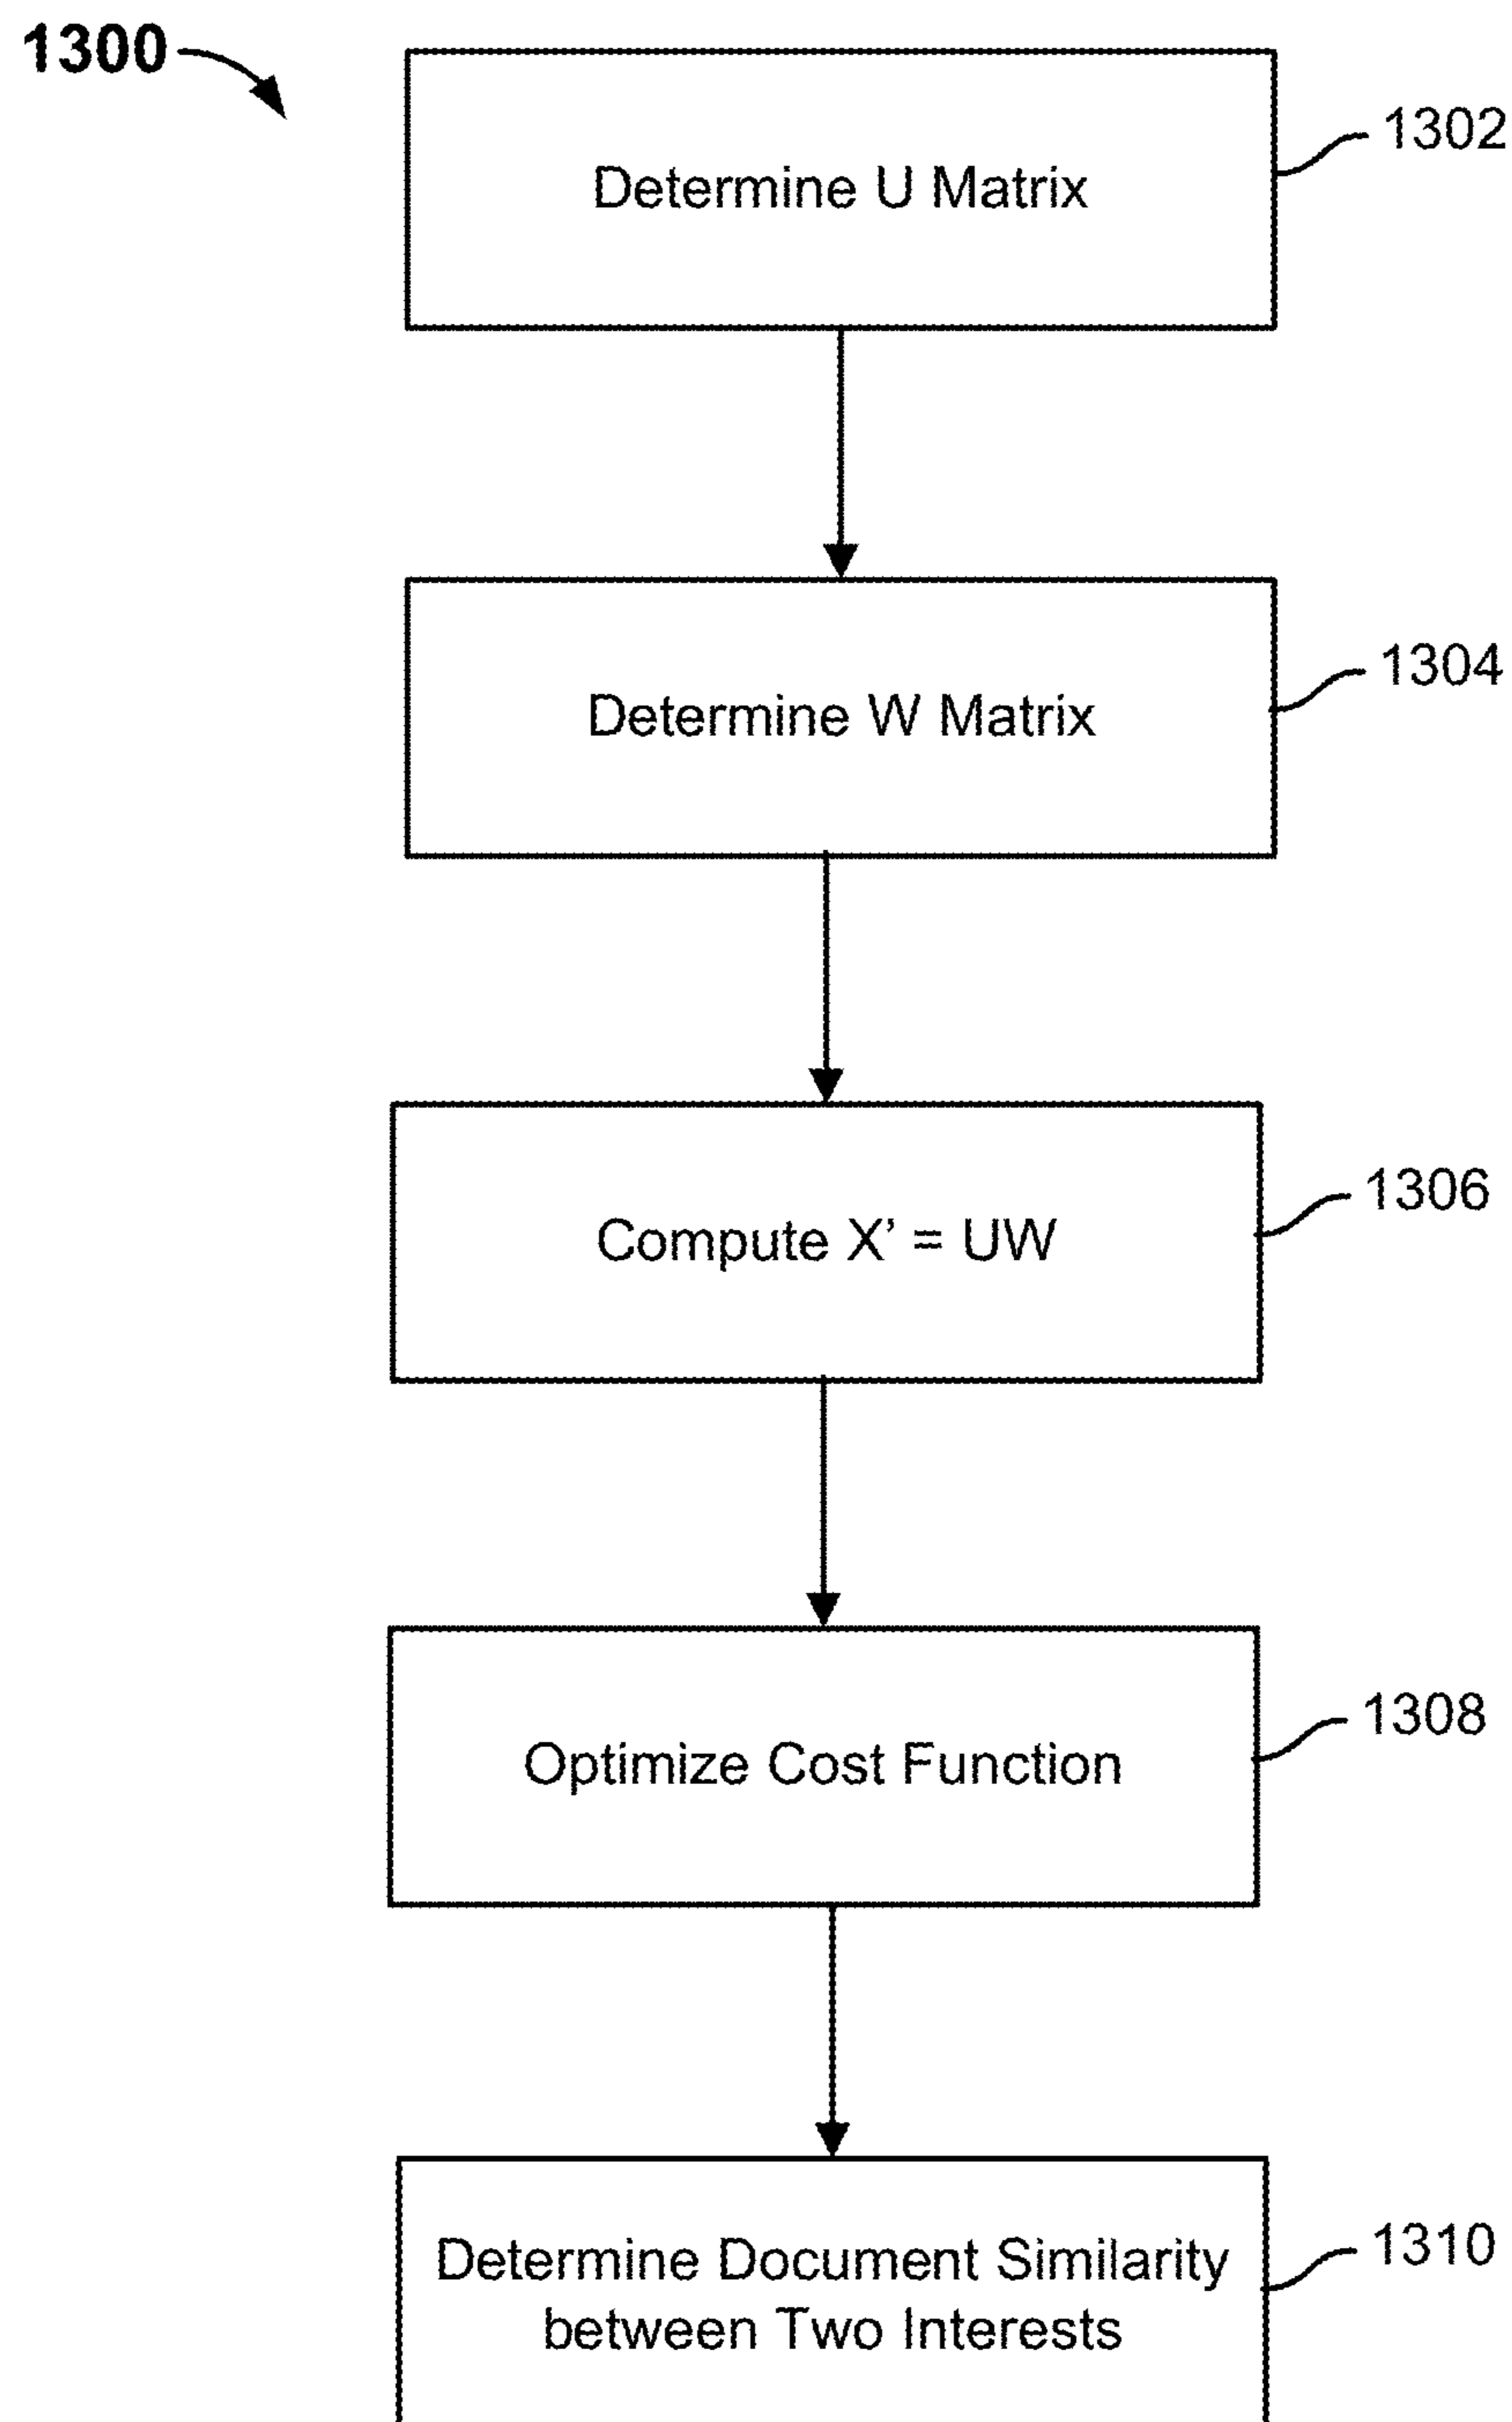 1300
1302
Determine U Matrix
1304
Determine W Matrix
1306
Compute X’ = UW
1308
Optimize Cost Function
1310
Determine Document Similarity
between Two Interests